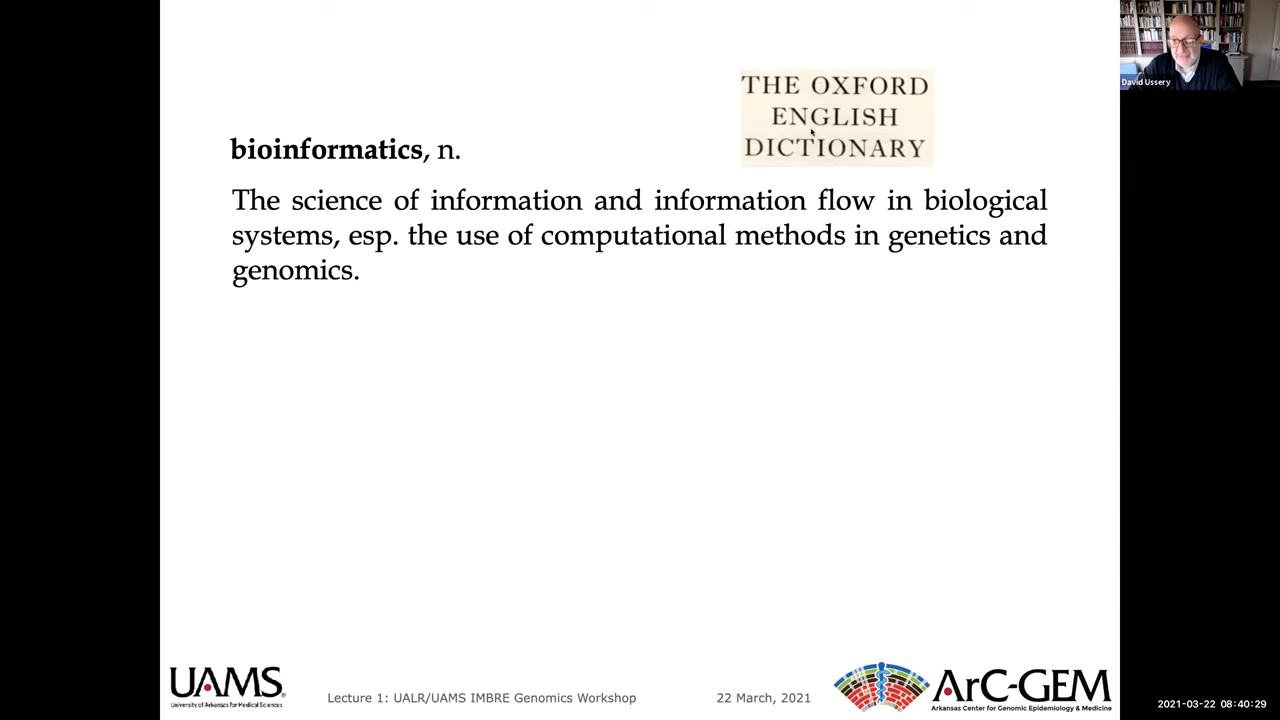 David Ussery
THE OXFORD
ENGLISH
DICTIONARY
bioinformatics, n.
The science of information and information flow in biological
systems, esp. the use of computational methods in genetics and
genomics.
UAMS
University of Arkansas for Medical Sciences
Lecture 1: UALR/UAMS IMBRE Genomics Workshop
22 March, 2021
ArC-GEM
Arkansas Center for Genomic Epidemiology & Medicine
2021-03-22 08:40:29